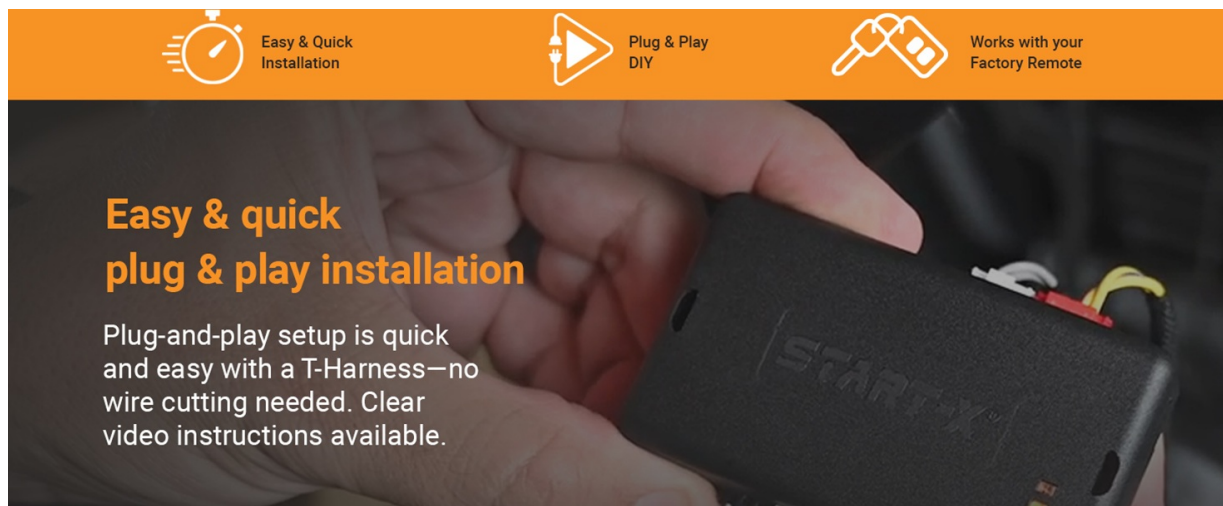 Easy & Quick
Installation
Plug & Play
DIY
Works with your
Factory Remote
Easy & quick
plug & play installation
Plug-and-play setup is quick
and easy with a T-Harness—no
wire cutting needed. Clear
video instructions available.
START-X®